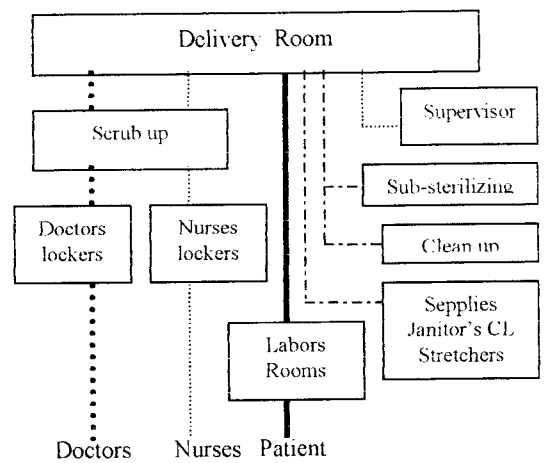 Delivery Room
Scrub up
Supervisor
Sub-sterilizing
Doctors
lockers
Nurses
lockers
Clean up
Sepplies
Janitor's CL
Stretchers
Labors
Rooms
Doctors Nurses Patient